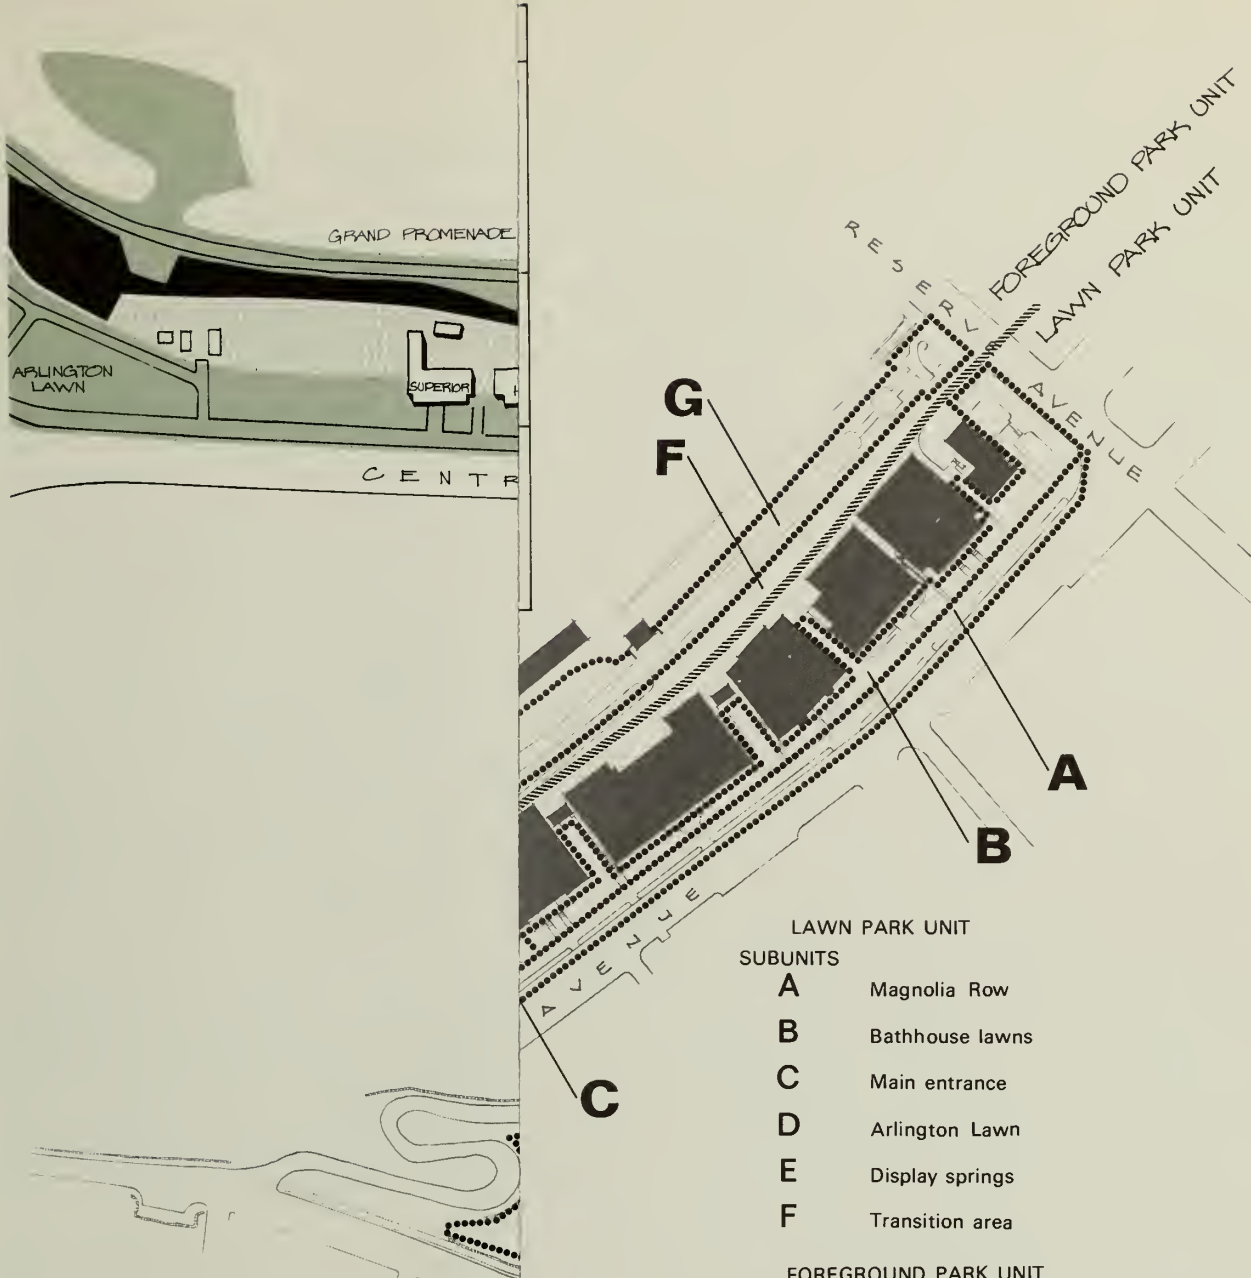 GRAND PROMENADE
ARLINGTON
LAWN
SUPERIOR
H
CENTR
FOREGROUND PARK UNIT
LAWN PARK UNIT
RESERVE
AVENUE
G
F
A
B
C
AVENUE
LAWN PARK UNIT
SUBUNITS
A Magnolia Row
B Bathhouse lawns
C Main entrance
D Arlington Lawn
E Display springs
F Transition area
FOREGROUND PARK UNIT